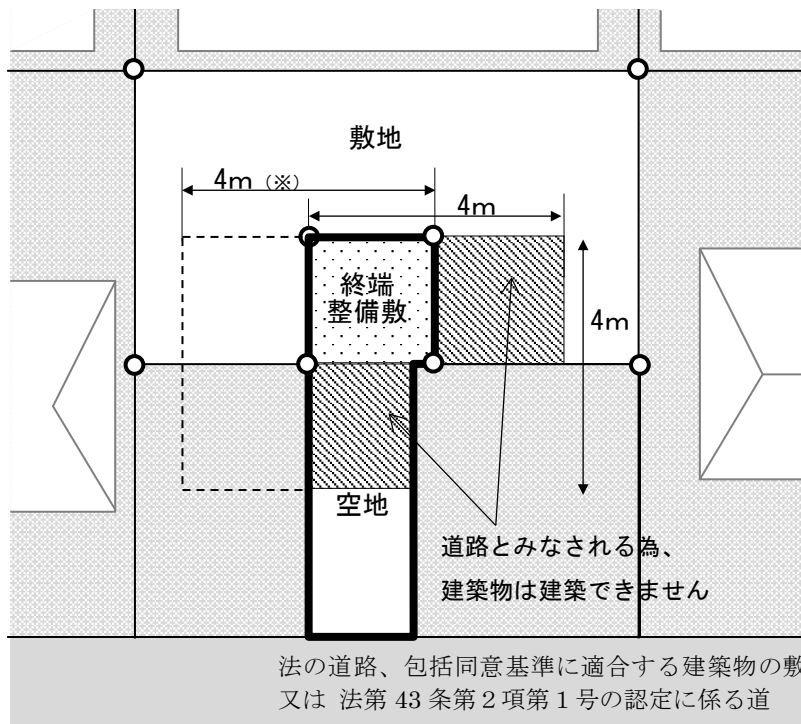 敷地
4m（※）
4m
終端
整備敷
4m
空地
道路とみなされる為、
建築物は建築できません
法の道路、包括同意基準に適合する建築物の敷
又は 法第 43 条第２項第１号の認定に係る道